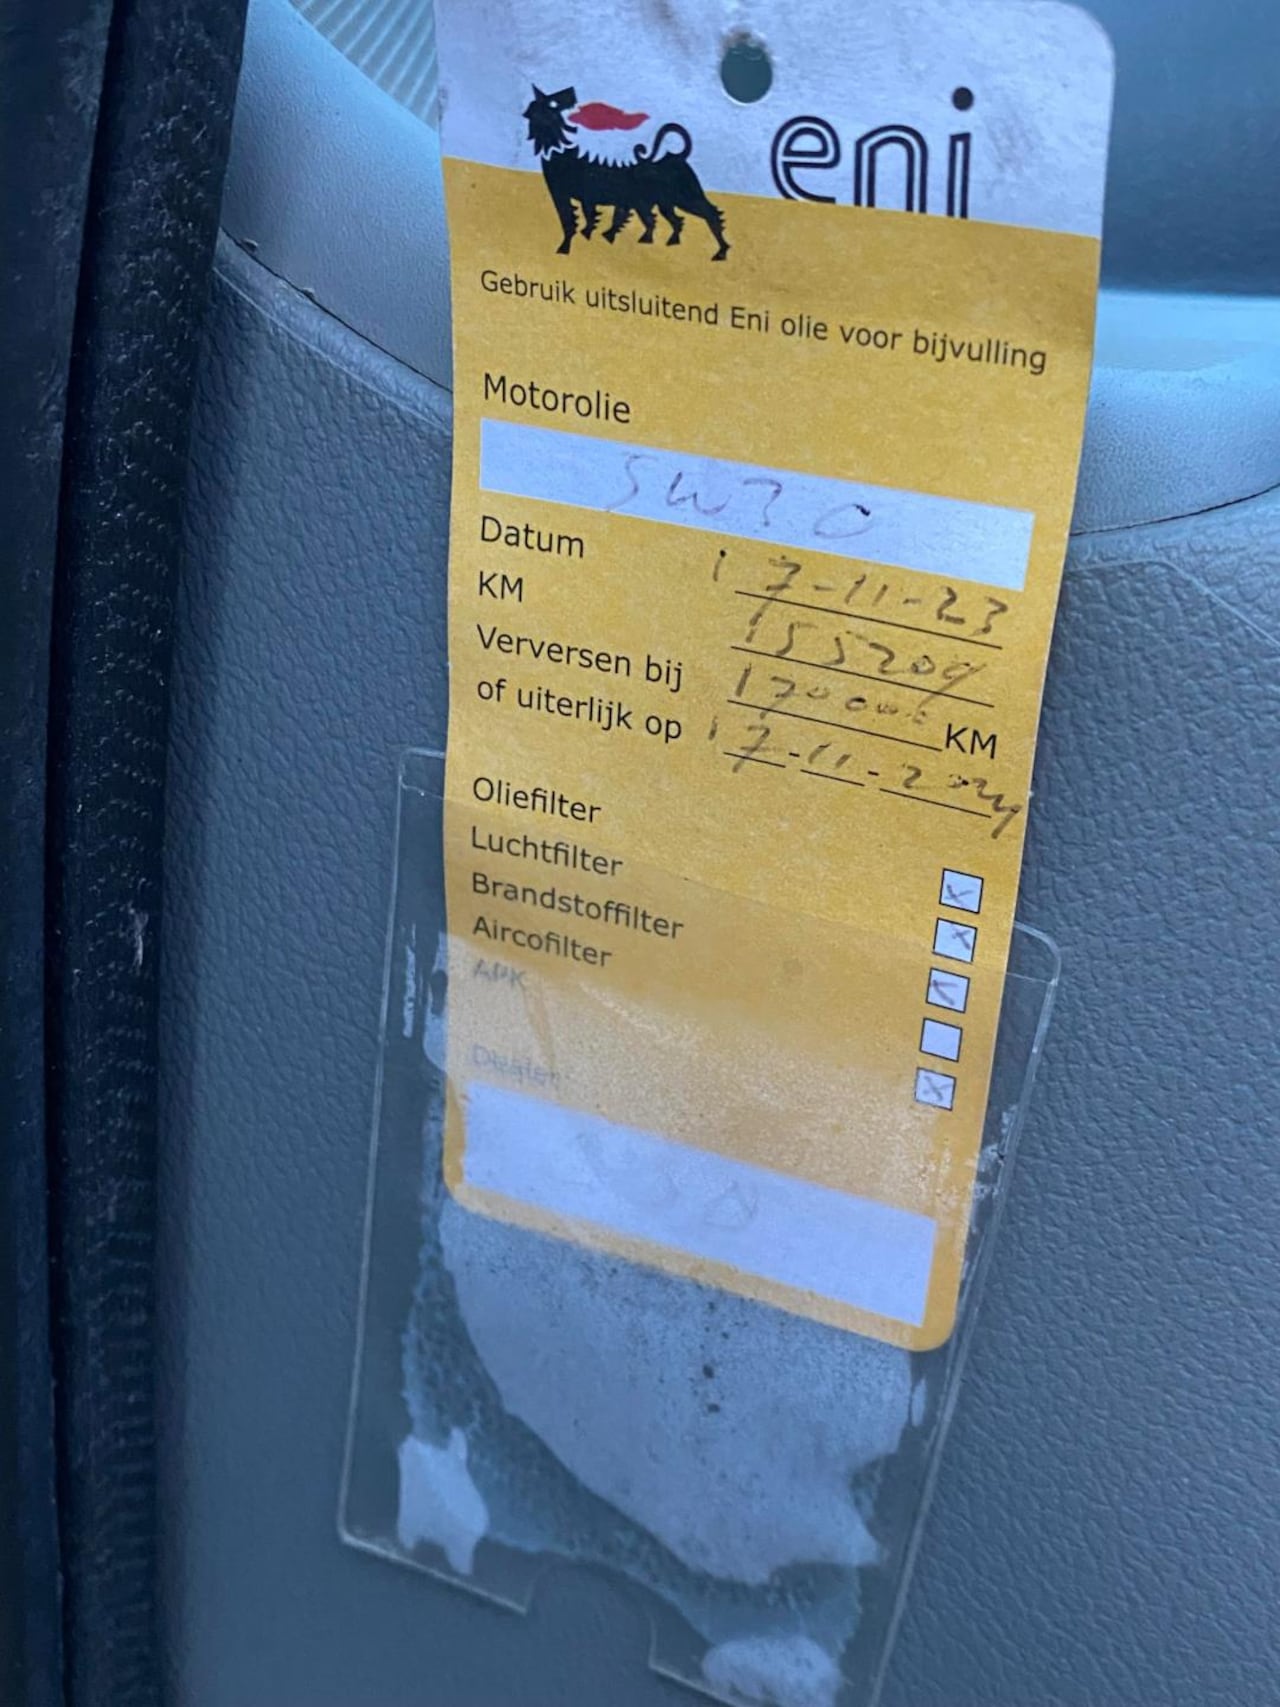 eni
Gebruik uitsluitend Eni olie voor bijvulling
Motorolie
5W30
Datum 17-11-23
KM 155209
Verversen bij 170000 KM
of uiterlijk op 17-11-2024
Oliefilter
Luchtfilter
Brandstoffilter
Aircofilter
APK
Dealer